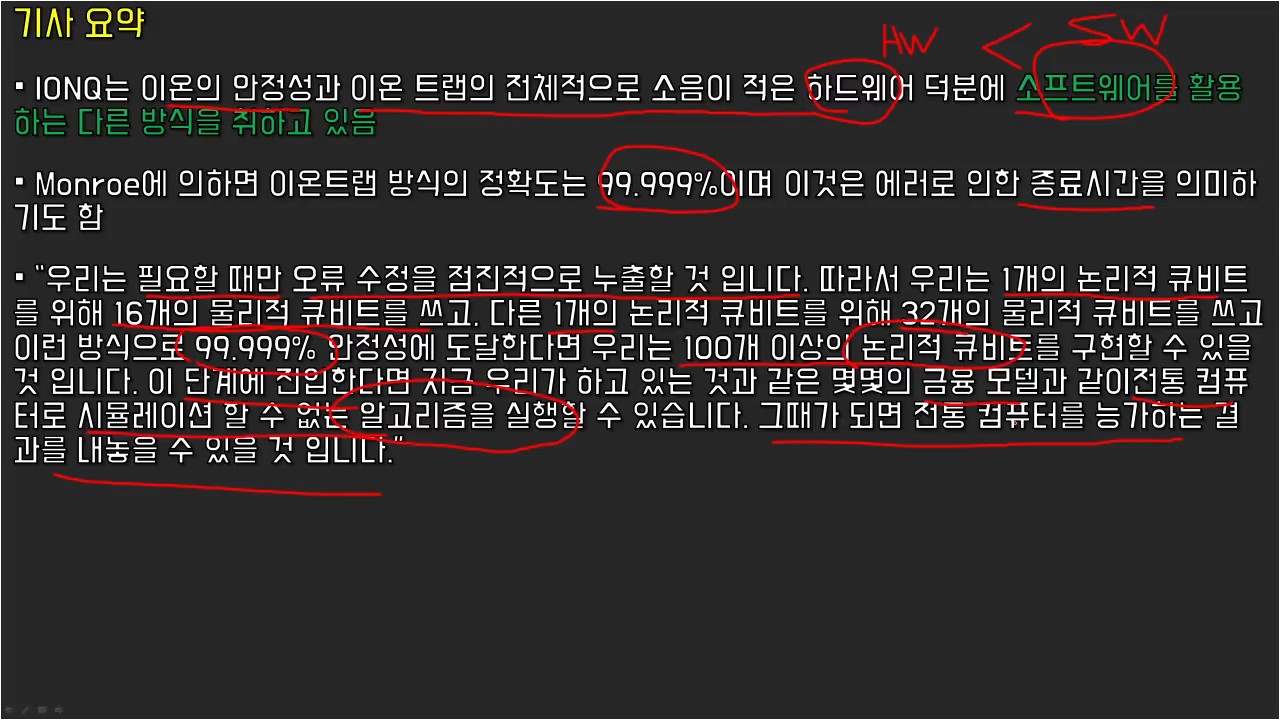 기사 요약
HW < SW
▪ IONQ는 이온의 안정성과 이온 트랩의 전체적으로 소음이 적은 하드웨어 덕분에 소프트웨어를 활용
하는 다른 방식을 취하고 있음
▪ Monroe에 의하면 이온트랩 방식의 정확도는 99.999%이며 이것은 에러로 인한 종료시간을 의미하
기도 함
▪ "우리는 필요할 때만 오류 수정을 점진적으로 누출할 것 입니다. 따라서 우리는 1개의 논리적 큐비트
를 위해 16개의 물리적 큐비트를 쓰고, 다른 1개의 논리적 큐비트를 위해 32개의 물리적 큐비트를 쓰고
이런 방식으로 99.999% 안정성에 도달한다면 우리는 100개 이상의 논리적 큐비트를 구현할 수 있을
것 입니다. 이 단계에 진입한다면 지금 우리가 하고 있는 것과 같은 몇몇의 금융 모델과 같이전통 컴퓨
터로 시뮬레이션 할 수 없는 알고리즘을 실행할 수 있습니다. 그때가 되면 전통 컴퓨터를 능가하는 결
과를 내놓을 수 있을 것 입니다."